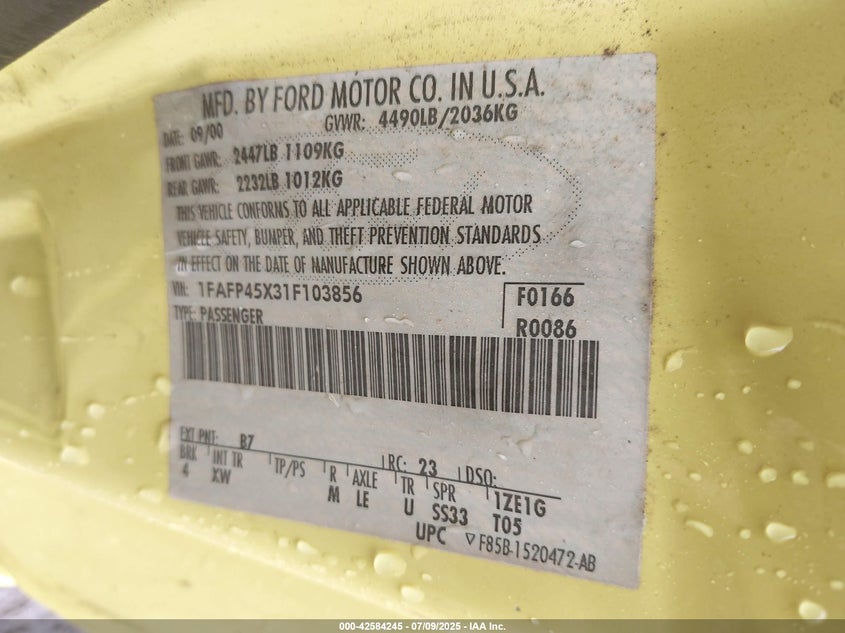 MFD. BY FORD MOTOR CO. IN U.S.A.
DATE: 09/00 GVWR: 4490LB/2036KG
FRONT GAWR: 2447LB 1109KG
REAR GAWR: 2232LB 1012KG
THIS VEHICLE CONFORMS TO ALL APPLICABLE FEDERAL MOTOR
VEHICLE SAFETY, BUMPER, AND THEFT PREVENTION STANDARDS
IN EFFECT ON THE DATE OF MANUFACTURE SHOWN ABOVE.
VIN: 1FAFP45X31F103856 F0166
TYPE: PASSENGER R0086
EXT PNT: B7 RC: 23 DSO:
BRK INT TR TP/PS R AXLE TR SPR 1ZE1G
4 XW M LE U SS33 T05
UPC ▽F85B-1520472-AB
000-42584245 - 07/09/2025 - IAA Inc.